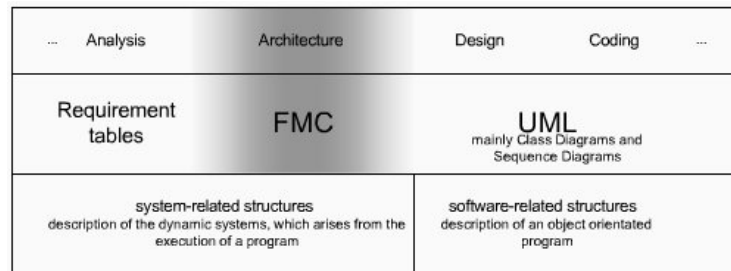 ... Analysis Architecture Design Coding ...
Requirement
tables
FMC
UML
mainly Class Diagrams and
Sequence Diagrams
system-related structures
description of the dynamic systems, which arises from the
execution of a program
software-related structures
description of an object orientated
program